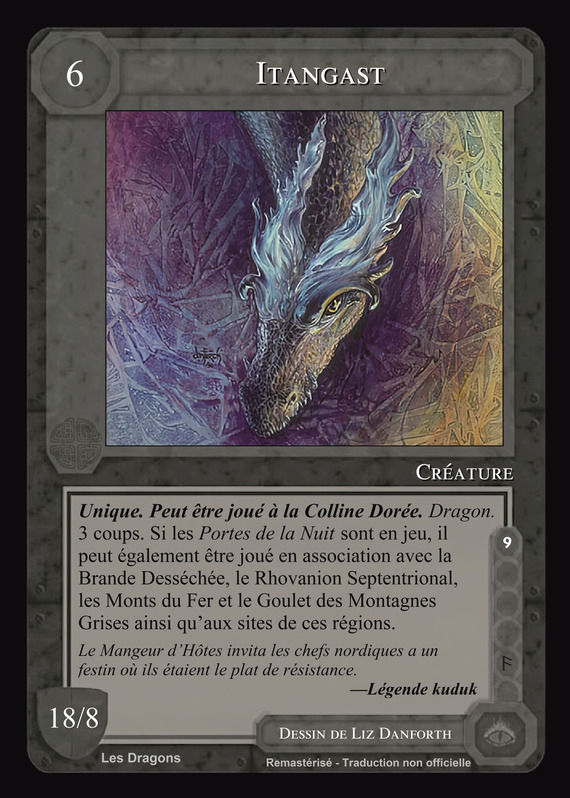 6
Itangast
Créature
Unique. Peut être joué à la Colline Dorée. Dragon.
3 coups. Si les Portes de la Nuit sont en jeu, il
peut également être joué en association avec la
Brande Desséchée, le Rhovanion Septentrional,
les Monts du Fer et le Goulet des Montagnes
Grises ainsi qu’aux sites de ces régions.
9
Le Mangeur d’Hôtes invita les chefs nordiques a un
festin où ils étaient le plat de résistance.
—Légende kuduk
18/8
Dessin de Liz Danforth
Les Dragons
Remastérisé - Traduction non officielle